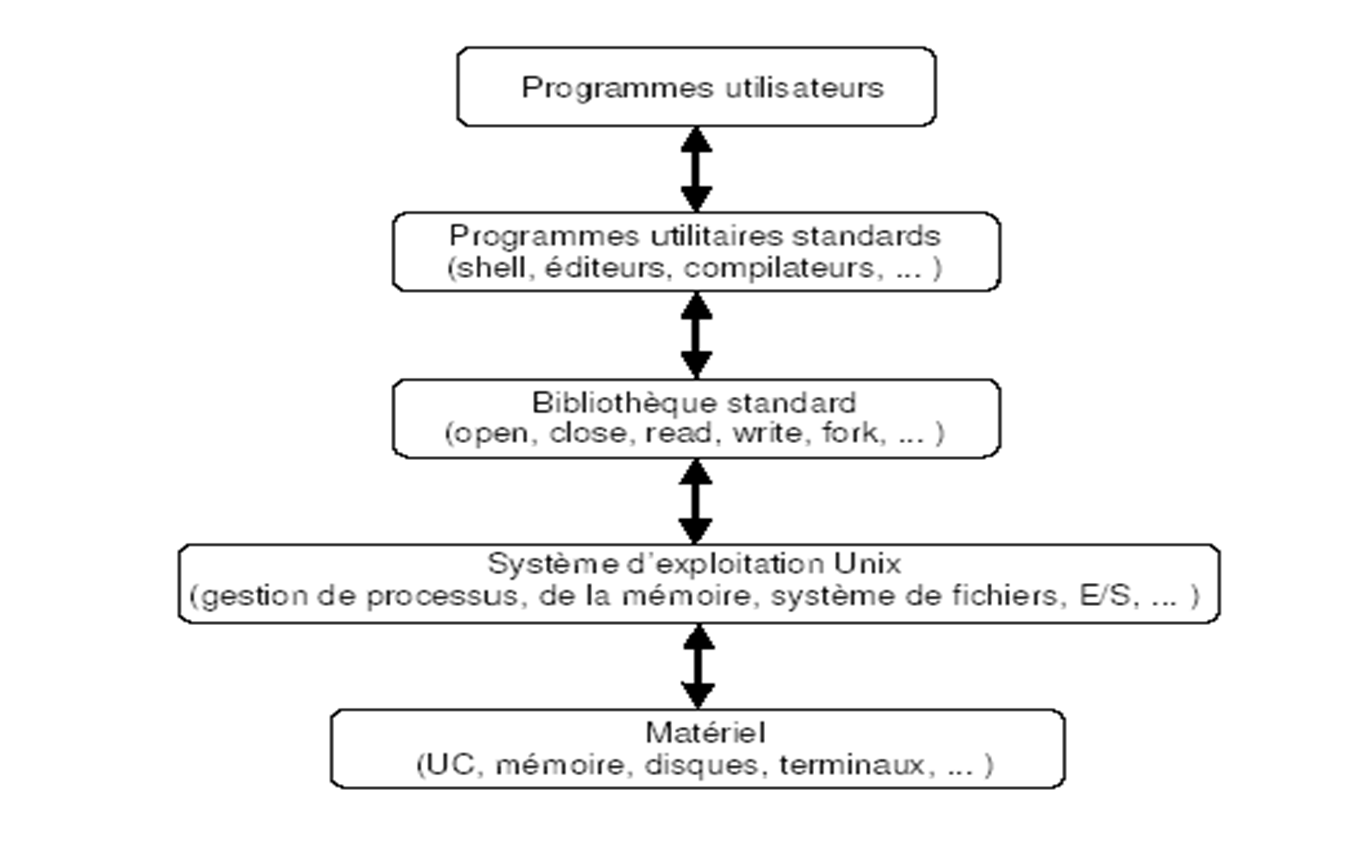 Programmes utilisateurs
Programmes utilitaires standards
(shell, éditeurs, compilateurs, ... )
Bibliothèque standard
(open, close, read, write, fork, ... )
Système d'exploitation Unix
(gestion de processus, de la mémoire, système de fichiers, E/S, ... )
Matériel
(UC, mémoire, disques, terminaux, ... )